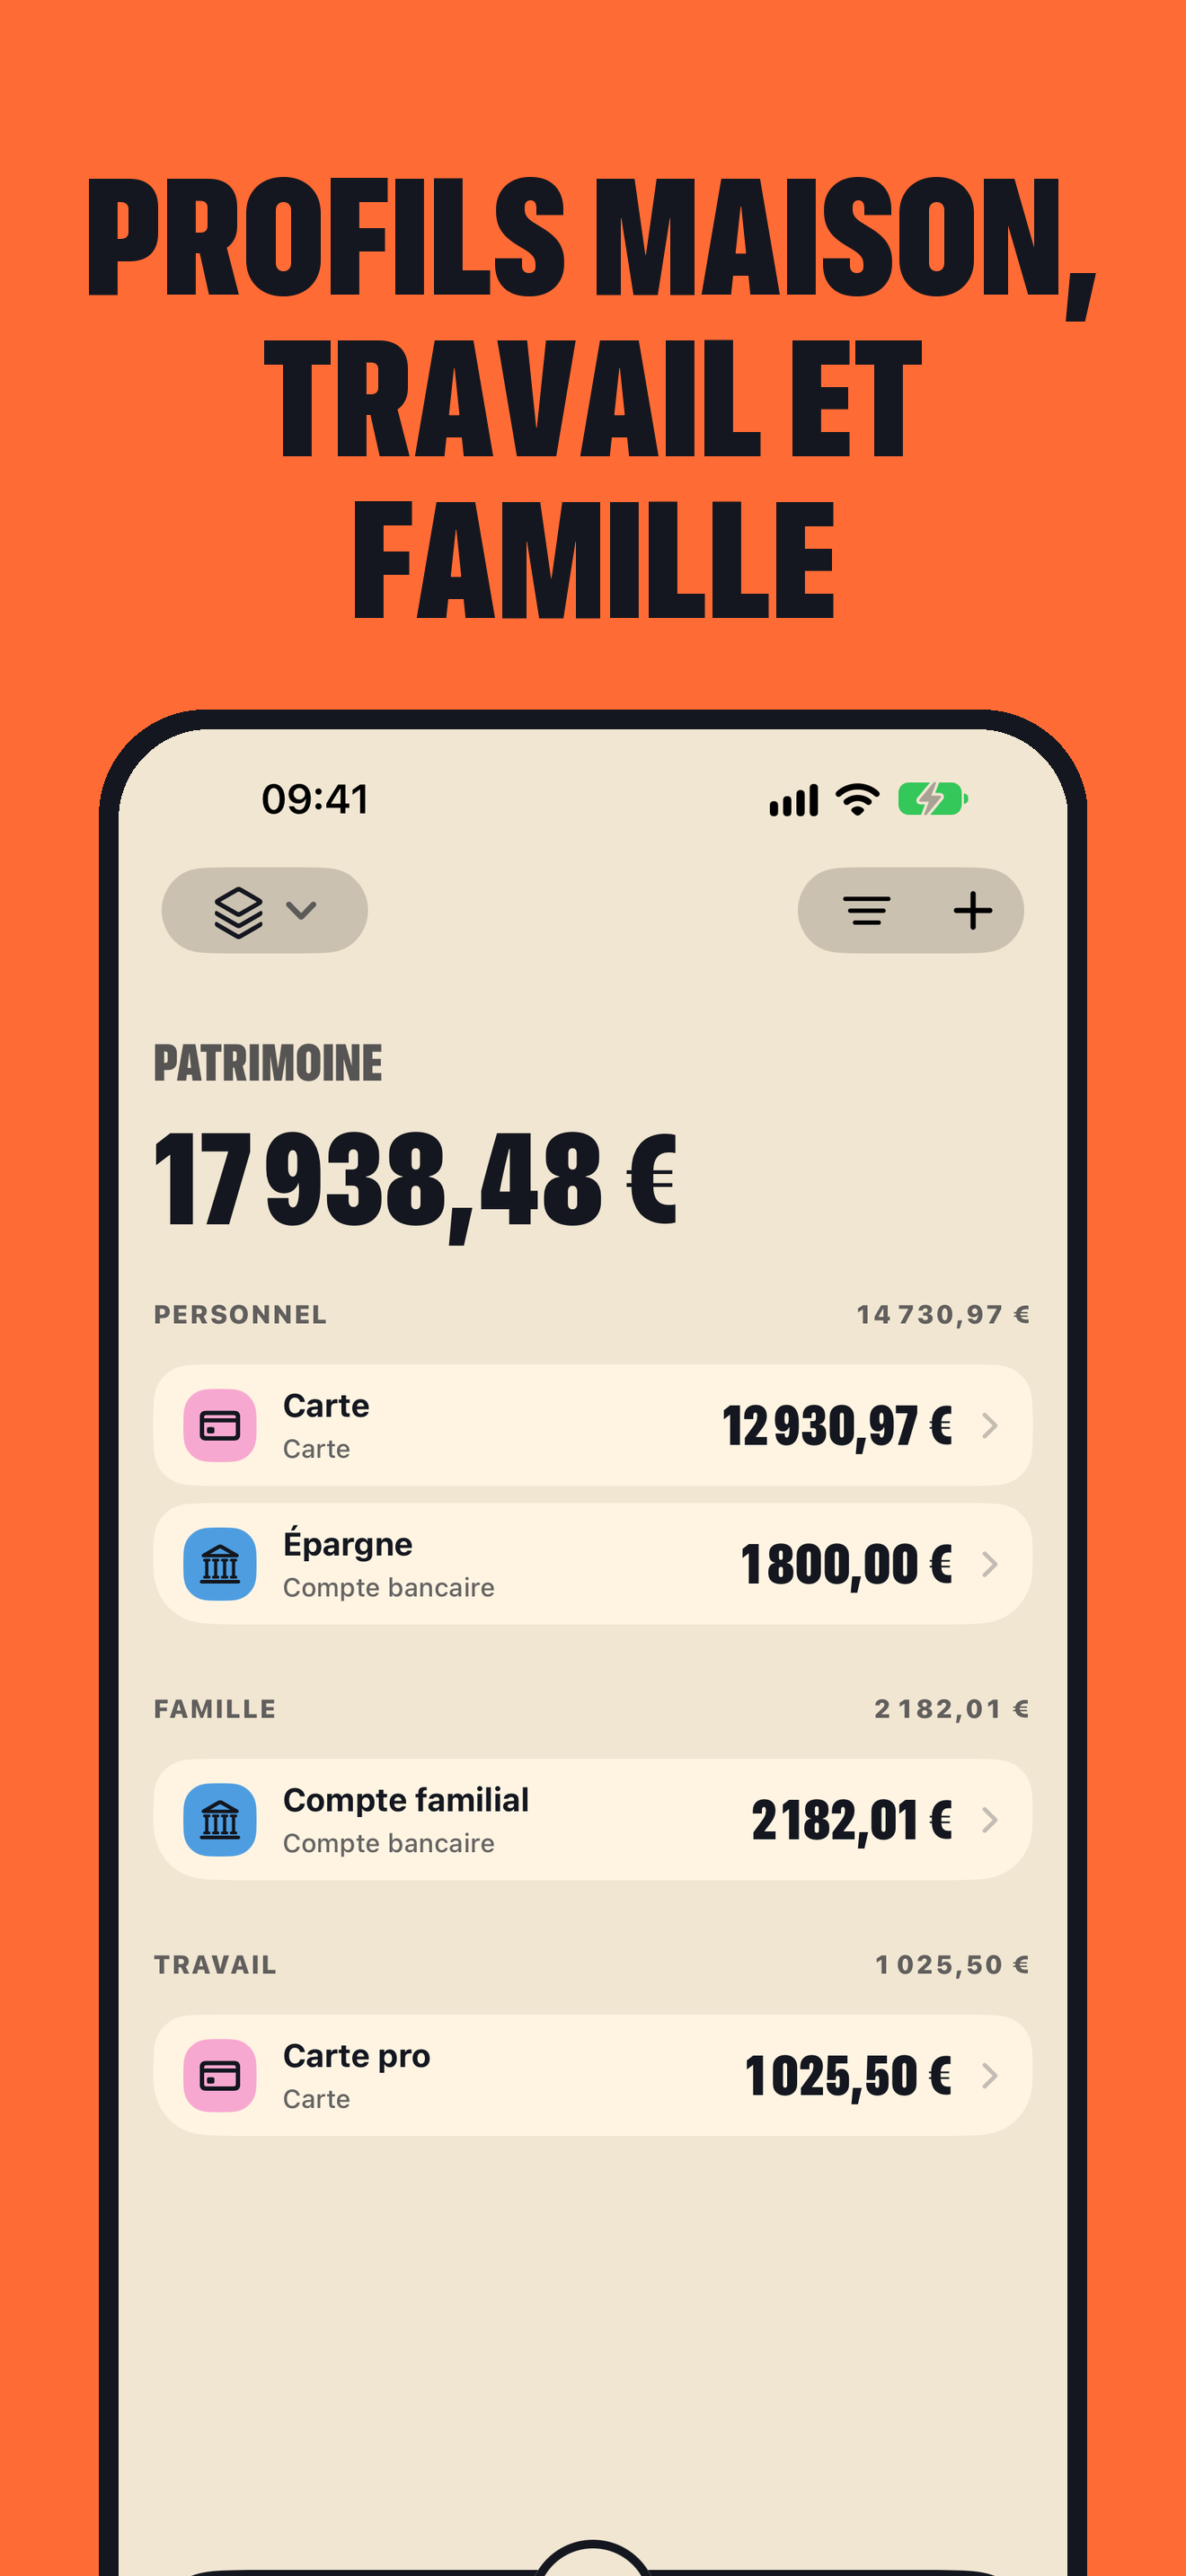 PROFILS MAISON,
TRAVAIL ET
FAMILLE
09:41
PATRIMOINE
17 938,48 €
PERSONNEL 14 730,97 €
Carte
Carte
12 930,97 €
Épargne
Compte bancaire
1 800,00 €
FAMILLE 2 182,01 €
Compte familial
Compte bancaire
2 182,01 €
TRAVAIL 1 025,50 €
Carte pro
Carte
1 025,50 €